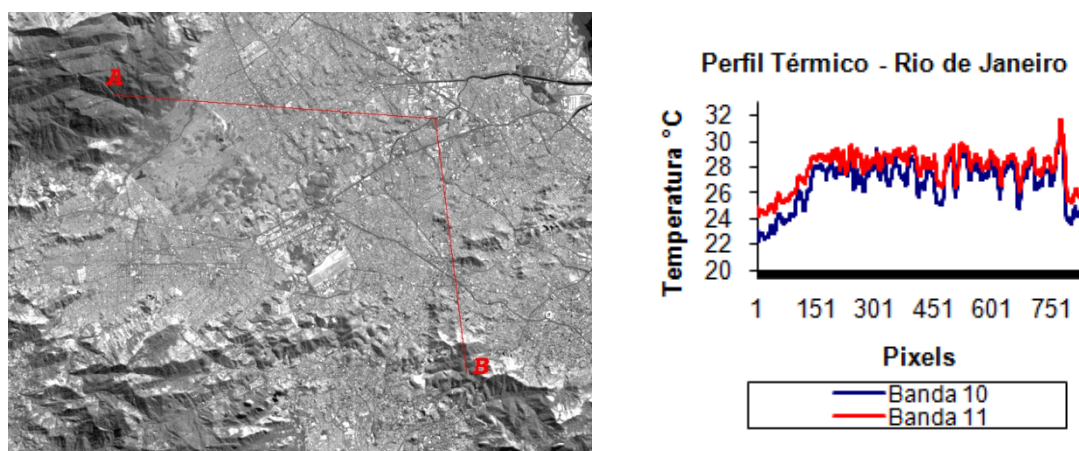 A
B
Perfil Térmico - Rio de Janeiro
Temperatura °C
32
30
28
26
24
22
20
1 151 301 451 601 751
Pixels
Banda 10
Banda 11